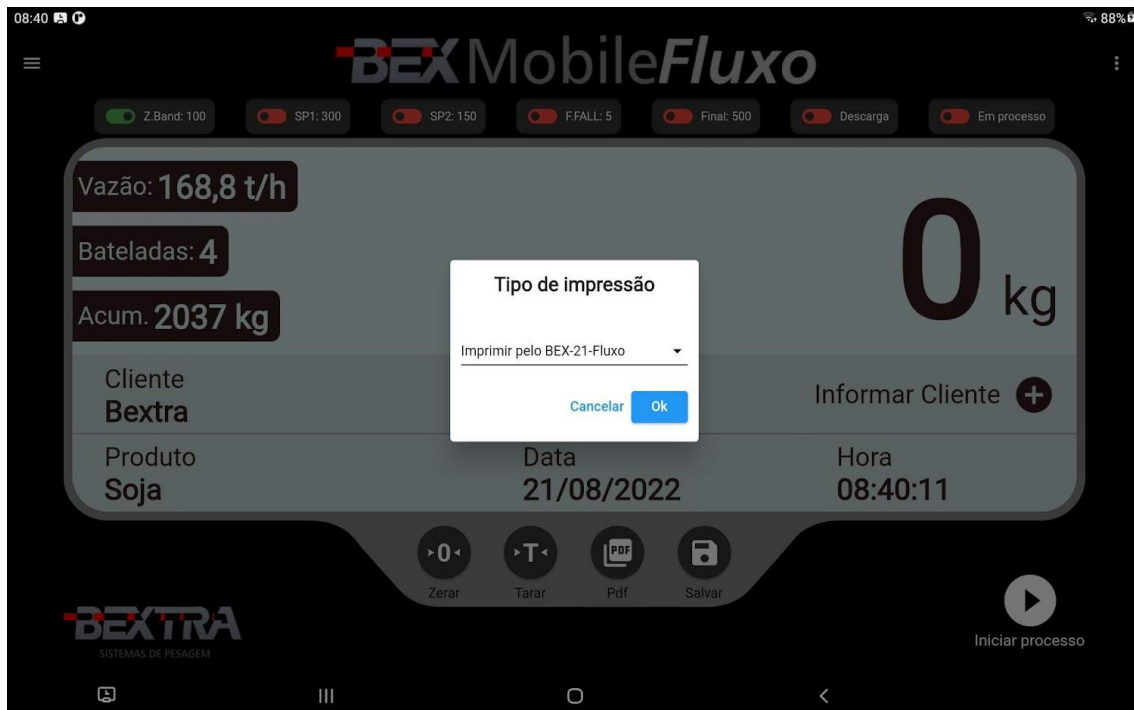 08:40
88%
BEX MobileFluxo
Z.Band: 100
SP1: 300
SP2: 150
F.FALL: 5
Final: 500
Descarga
Em processo
Vazão: 168,8 t/h
Bateladas: 4
Acum. 2037 kg
0 kg
Tipo de impressão
Imprimir pelo BEX-21-Fluxo
Cancelar
Ok
Cliente
Bextra
Informar Cliente
Produto
Soja
Data
21/08/2022
Hora
08:40:11
>0<
Zerar
>T<
Tarar
PDF
Pdf
Salvar
Iniciar processo
BEXTRA
SISTEMAS DE PESAGEM